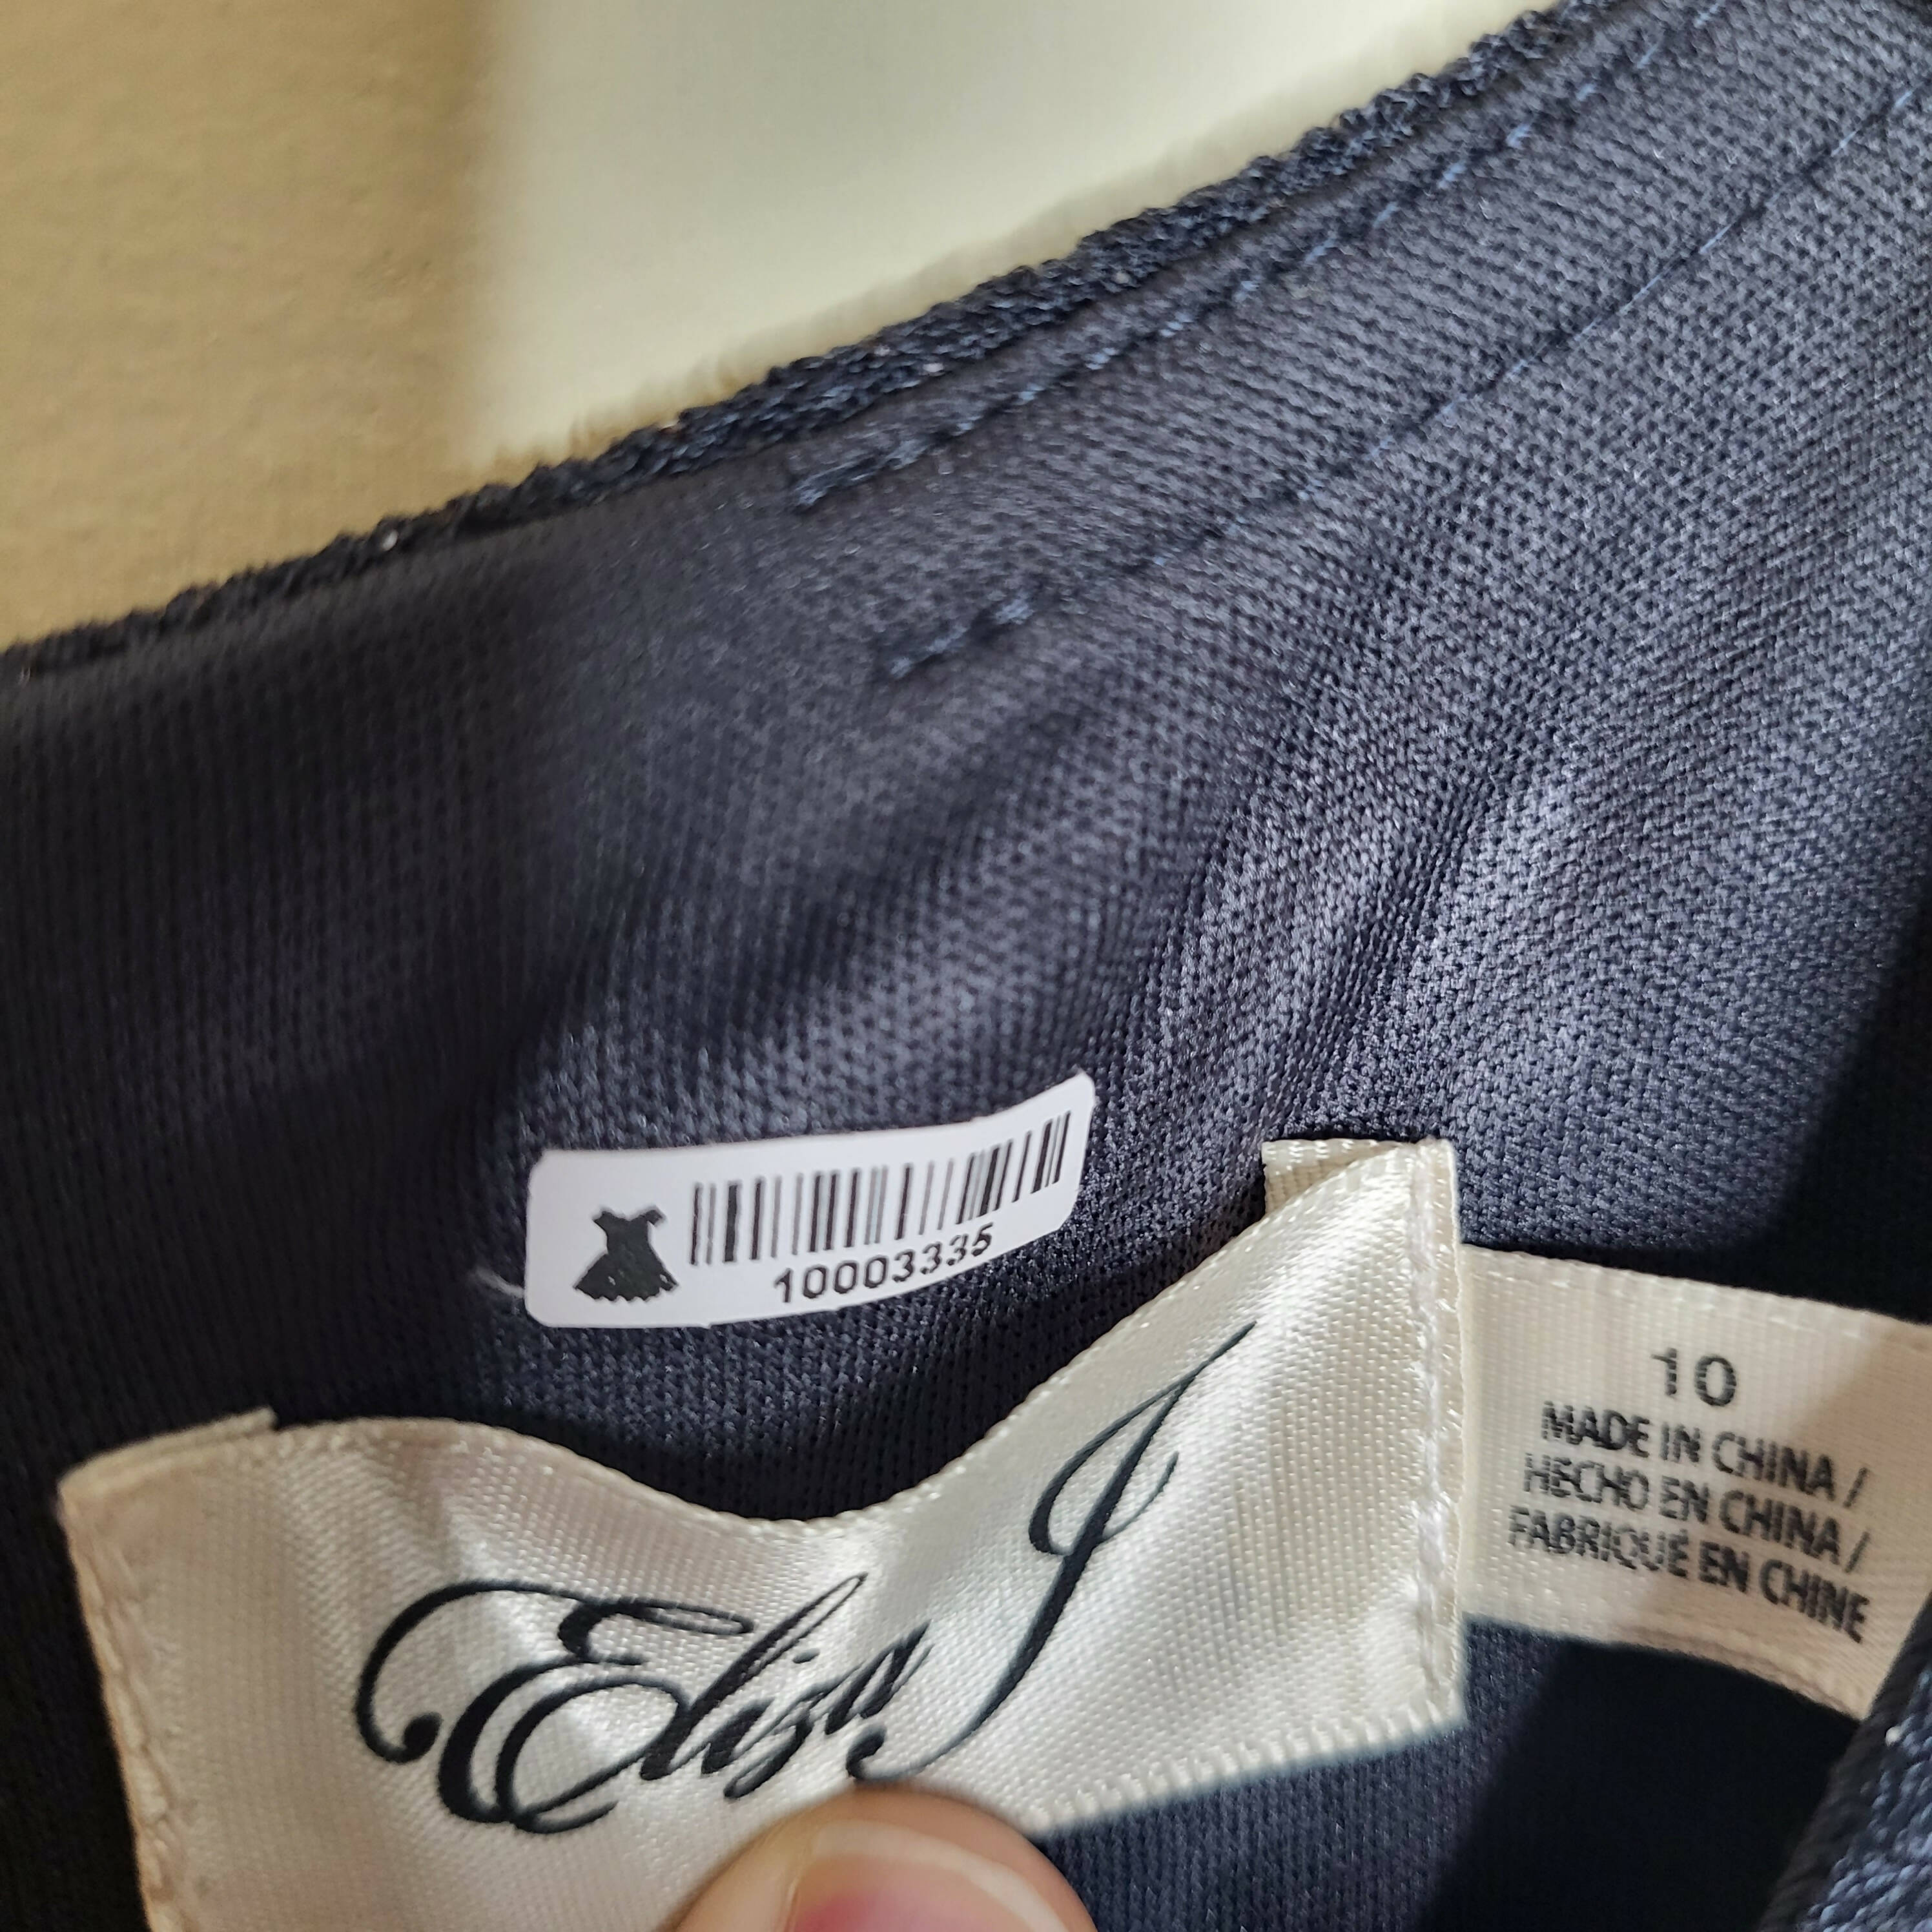 10003335
Eliza J
10
MADE IN CHINA /
HECHO EN CHINA /
FABRIQUÉ EN CHINE